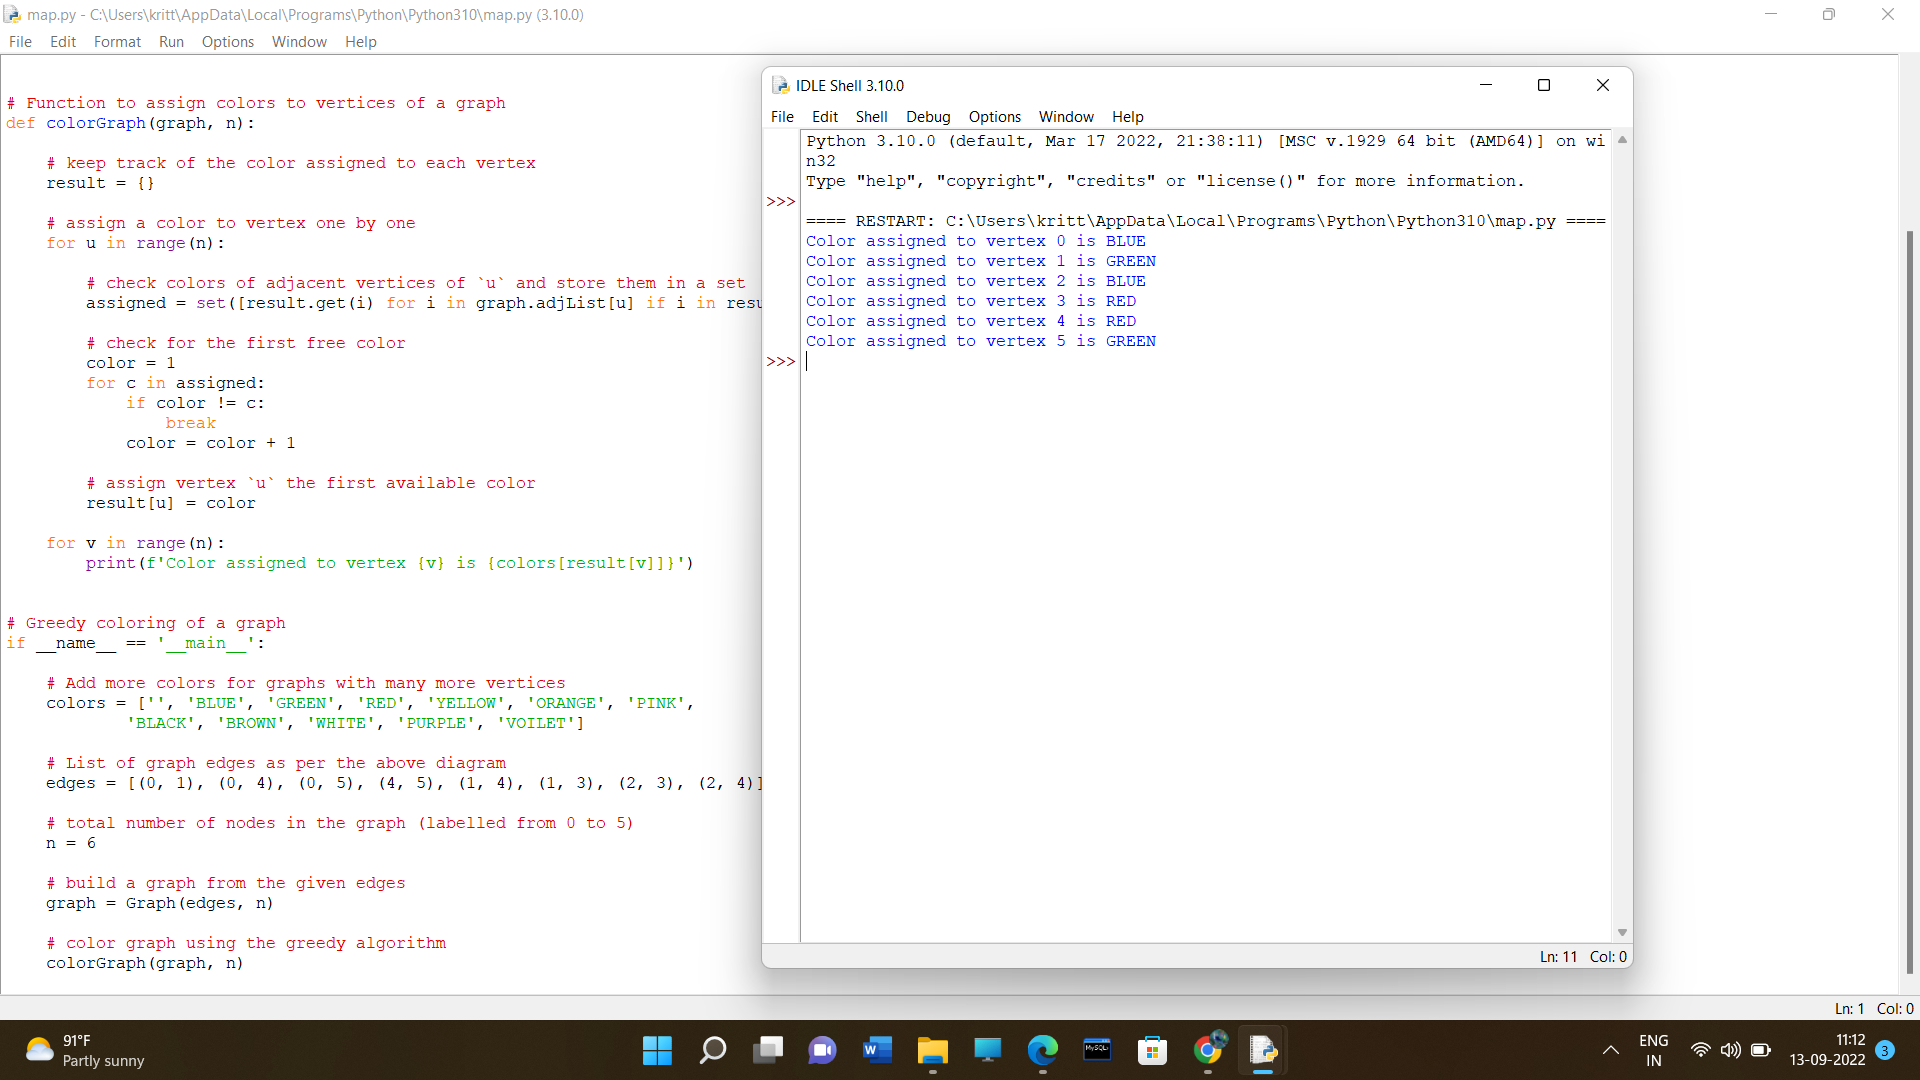 map.py - C:\Users\kritt\AppData\Local\Programs\Python\Python310\map.py (3.10.0)
File Edit Format Run Options Window Help
# Function to assign colors to vertices of a graph
def colorGraph(graph, n):
# keep track of the color assigned to each vertex
result = {}
# assign a color to vertex one by one
for u in range(n):
# check colors of adjacent vertices of `u` and store them in a set
assigned = set([result.get(i) for i in graph.adjList[u] if i in resu
# check for the first free color
color = 1
for c in assigned:
if color != c:
break
color = color + 1
# assign vertex `u` the first available color
result[u] = color
for v in range(n):
print(f'Color assigned to vertex {v} is {colors[result[v]]}')
# Greedy coloring of a graph
if __name__ == '__main__':
# Add more colors for graphs with many more vertices
colors = ['', 'BLUE', 'GREEN', 'RED', 'YELLOW', 'ORANGE', 'PINK',
'BLACK', 'BROWN', 'WHITE', 'PURPLE', 'VOILET']
# List of graph edges as per the above diagram
edges = [(0, 1), (0, 4), (0, 5), (4, 5), (1, 4), (1, 3), (2, 3), (2, 4)]
# total number of nodes in the graph (labelled from 0 to 5)
n = 6
# build a graph from the given edges
graph = Graph(edges, n)
# color graph using the greedy algorithm
colorGraph(graph, n)
IDLE Shell 3.10.0
File Edit Shell Debug Options Window Help
Python 3.10.0 (default, Mar 17 2022, 21:38:11) [MSC v.1929 64 bit (AMD64)] on wi
n32
Type "help", "copyright", "credits" or "license()" for more information.
>>>
==== RESTART: C:\Users\kritt\AppData\Local\Programs\Python\Python310\map.py ====
Color assigned to vertex 0 is BLUE
Color assigned to vertex 1 is GREEN
Color assigned to vertex 2 is BLUE
Color assigned to vertex 3 is RED
Color assigned to vertex 4 is RED
Color assigned to vertex 5 is GREEN
>>>
Ln: 11 Col: 0
Ln: 1 Col: 0
91°F
Partly sunny
W
MySQL
ENG
IN
11:12
13-09-2022
3